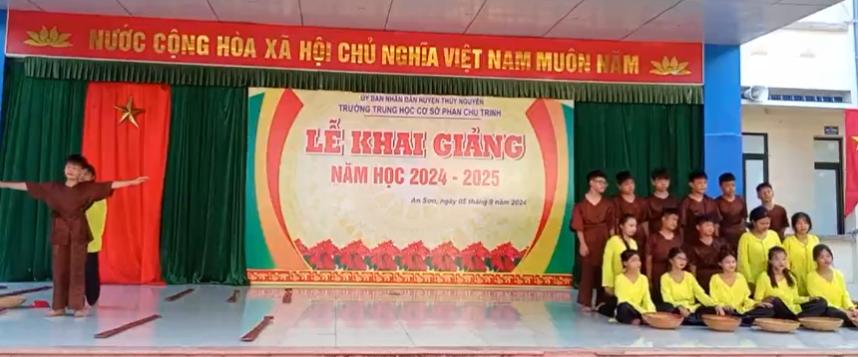 NƯỚC CỘNG HÒA XÃ HỘI CHỦ NGHĨA VIỆT NAM MUÔN NĂM
ỦY BAN NHÂN DÂN HUYỆN THỦY NGUYÊN
TRƯỜNG TRUNG HỌC CƠ SỞ PHAN CHU TRINH
LỄ KHAI GIẢNG
NĂM HỌC 2024 - 2025
An Sơn, ngày 05 tháng 9 năm 2024